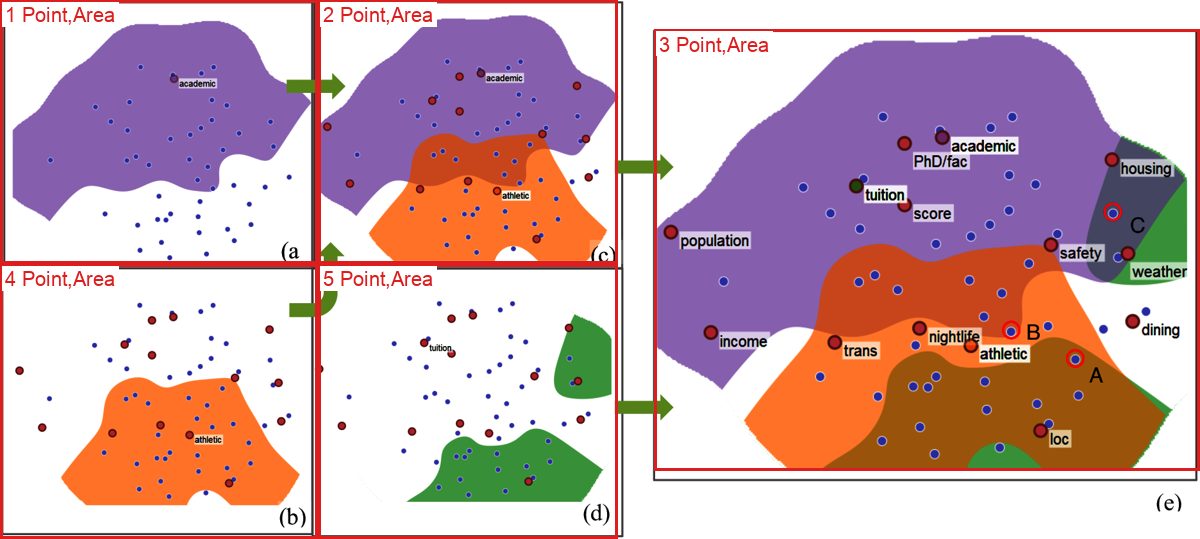 1 Point,Area
academic
(a)
2 Point,Area
academic
athletic
(c)
4 Point,Area
athletic
(b)
5 Point,Area
tuition
(d)
3 Point,Area
academic
PhD/fac
housing
tuition
score
C
population
safety
weather
dining
income
nightlife
B
trans
athletic
A
loc
(e)